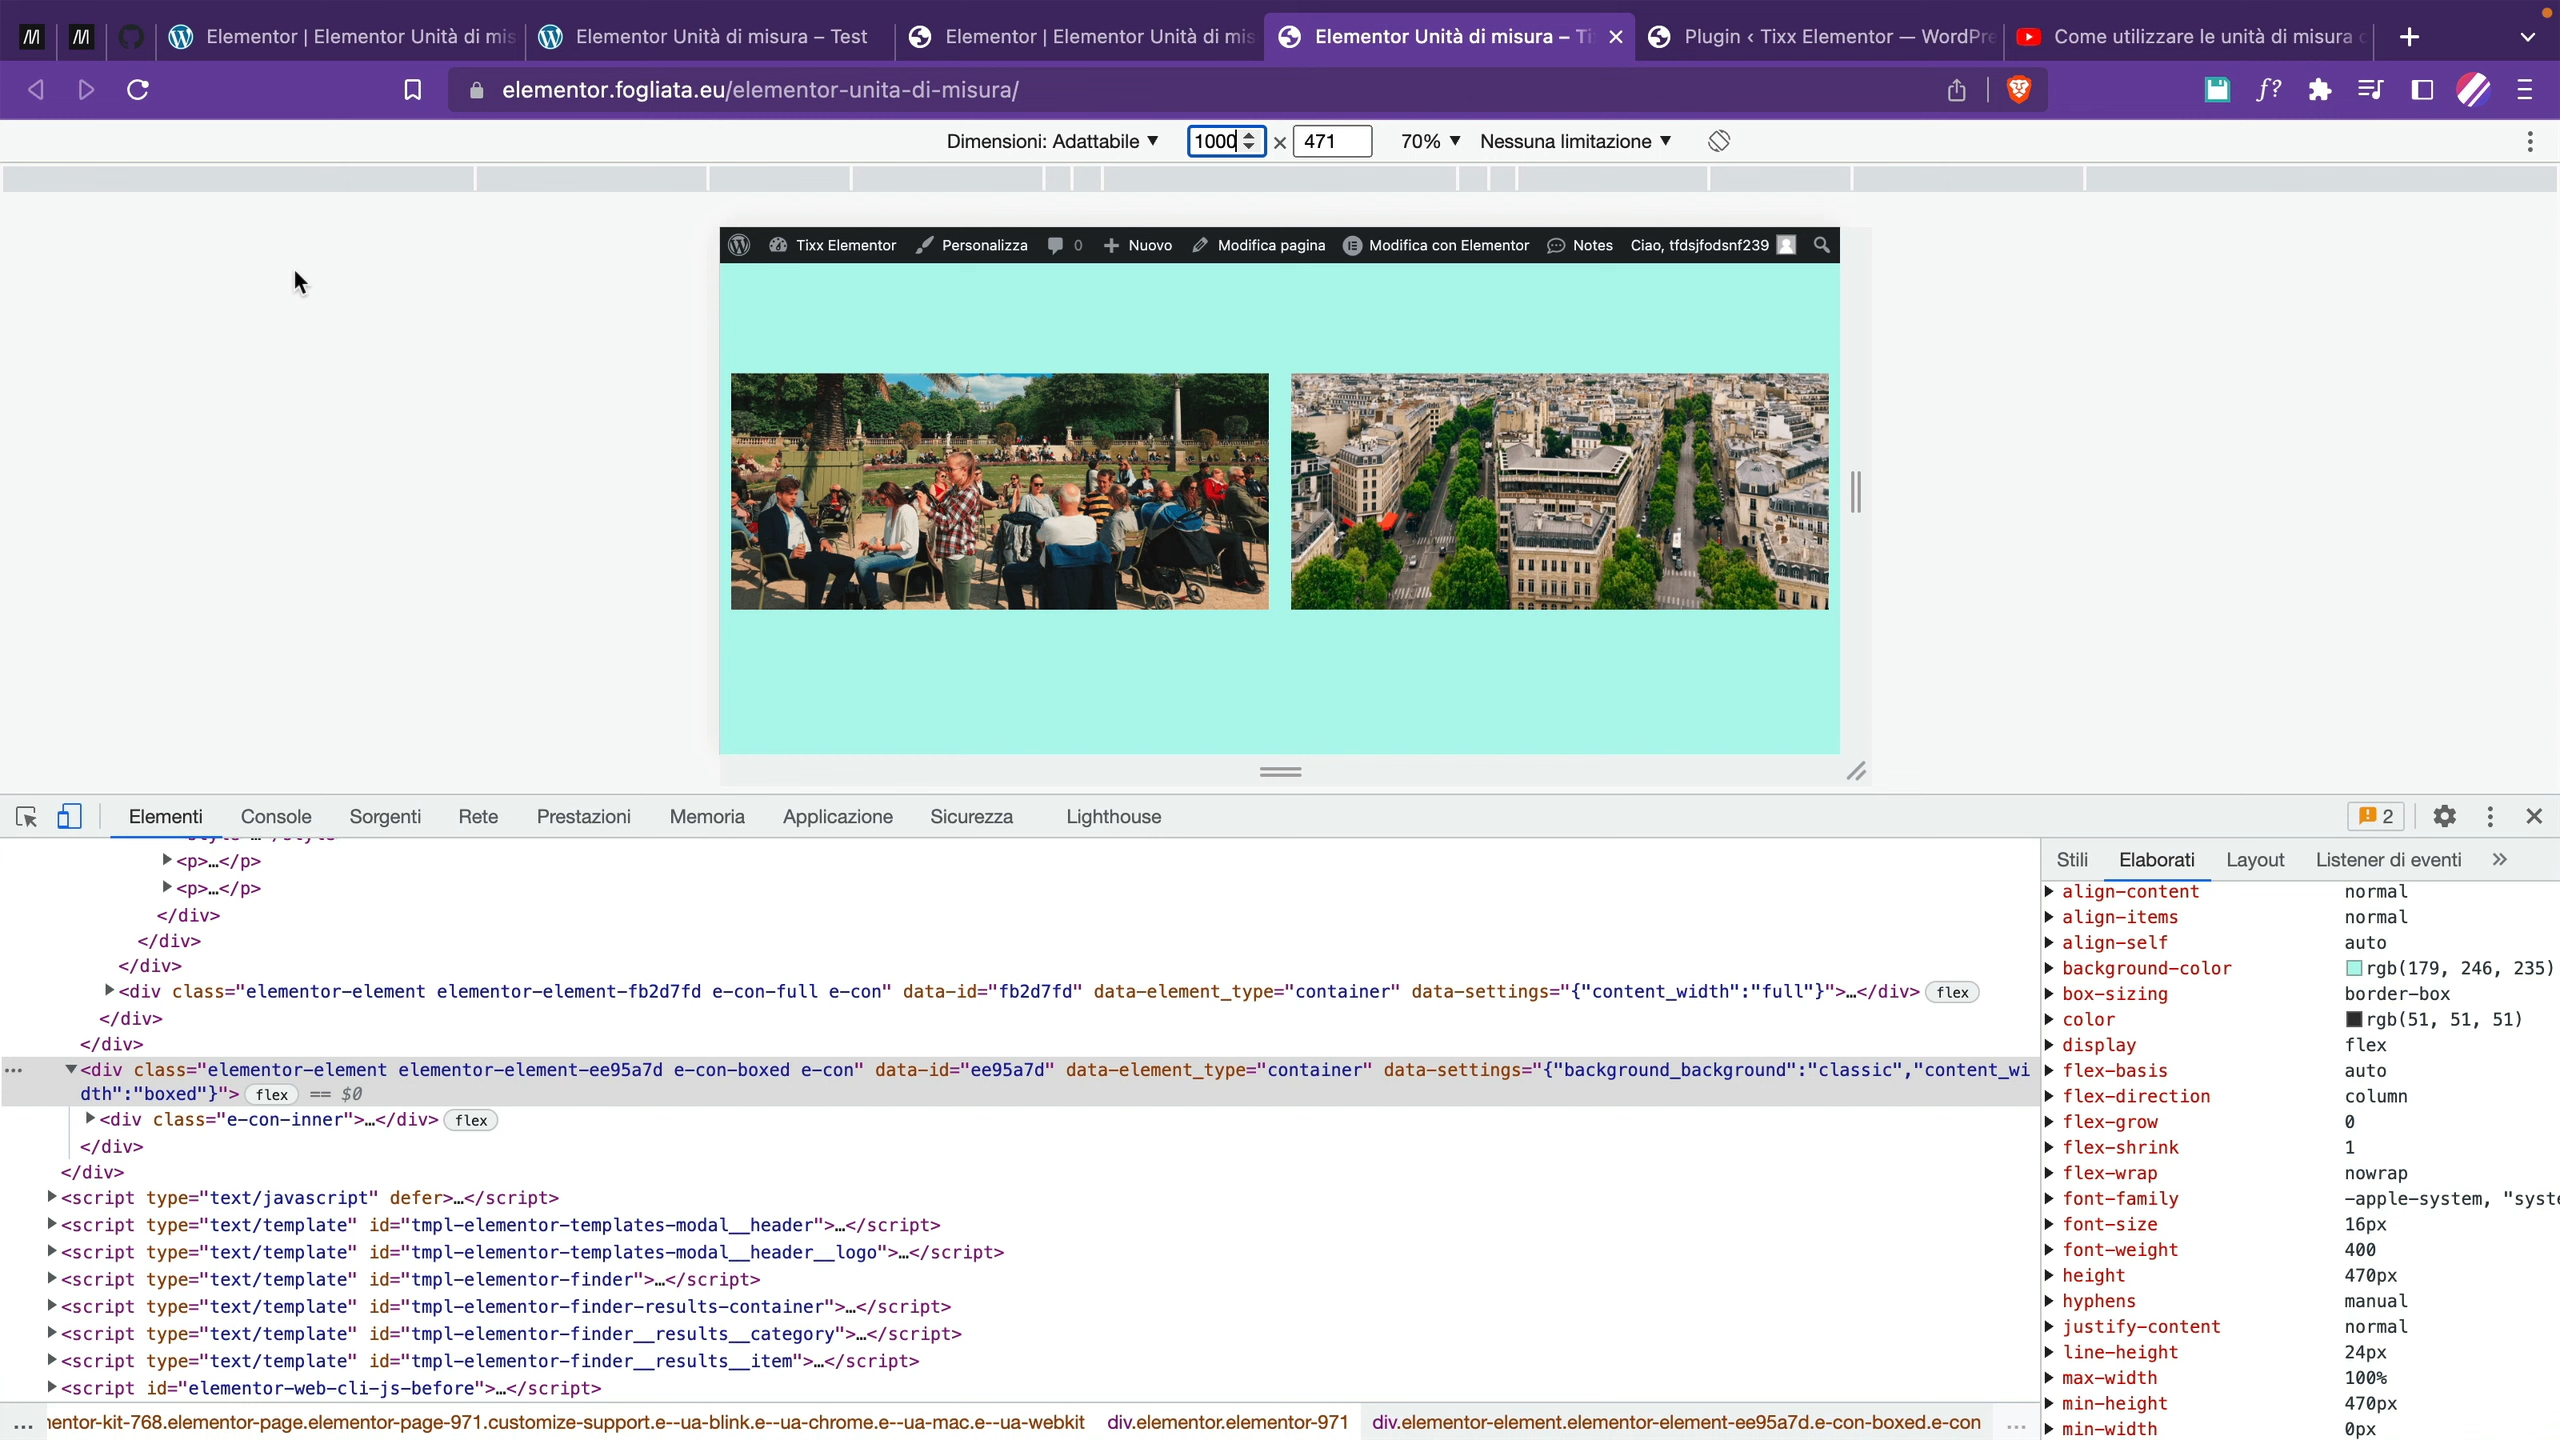 Elementor | Elementor Unità di mis
Elementor Unità di misura – Test
Elementor | Elementor Unità di mis
Elementor Unità di misura – Ti
Plugin ‹ Tixx Elementor — WordPre
Come utilizzare le unità di misura c
elementor.fogliata.eu/elementor-unita-di-misura/
f?
Dimensioni: Adattabile 1000 × 471 70% Nessuna limitazione
Tixx Elementor Personalizza 0 Nuovo Modifica pagina Modifica con Elementor Notes Ciao, tfdsjfodsnf239
Elementi Console Sorgenti Rete Prestazioni Memoria Applicazione Sicurezza Lighthouse 2
<p>…</p>
<p>…</p>
</div>
</div>
</div>
<div class="elementor-element elementor-element-fb2d7fd e-con-full e-con" data-id="fb2d7fd" data-element_type="container" data-settings="{"content_width":"full"}">…</div> flex
</div>
</div>
<div class="elementor-element elementor-element-ee95a7d e-con-boxed e-con" data-id="ee95a7d" data-element_type="container" data-settings="{"background_background":"classic","content_wi
dth":"boxed"}"> flex == $0
<div class="e-con-inner">…</div> flex
</div>
</div>
<script type="text/javascript" defer>…</script>
<script type="text/template" id="tmpl-elementor-templates-modal__header">…</script>
<script type="text/template" id="tmpl-elementor-templates-modal__header__logo">…</script>
<script type="text/template" id="tmpl-elementor-finder">…</script>
<script type="text/template" id="tmpl-elementor-finder-results-container">…</script>
<script type="text/template" id="tmpl-elementor-finder__results__category">…</script>
<script type="text/template" id="tmpl-elementor-finder__results__item">…</script>
<script id="elementor-web-cli-js-before">…</script>
… nentor-kit-768.elementor-page.elementor-page-971.customize-support.e--ua-blink.e--ua-chrome.e--ua-mac.e--ua-webkit div.elementor.elementor-971 div.elementor-element.elementor-element-ee95a7d.e-con-boxed.e-con …
Stili Elaborati Layout Listener di eventi »
align-content normal
align-items normal
align-self auto
background-color rgb(179, 246, 235)
box-sizing border-box
color rgb(51, 51, 51)
display flex
flex-basis auto
flex-direction column
flex-grow 0
flex-shrink 1
flex-wrap nowrap
font-family -apple-system, "syste
font-size 16px
font-weight 400
height 470px
hyphens manual
justify-content normal
line-height 24px
max-width 100%
min-height 470px
min-width 0px